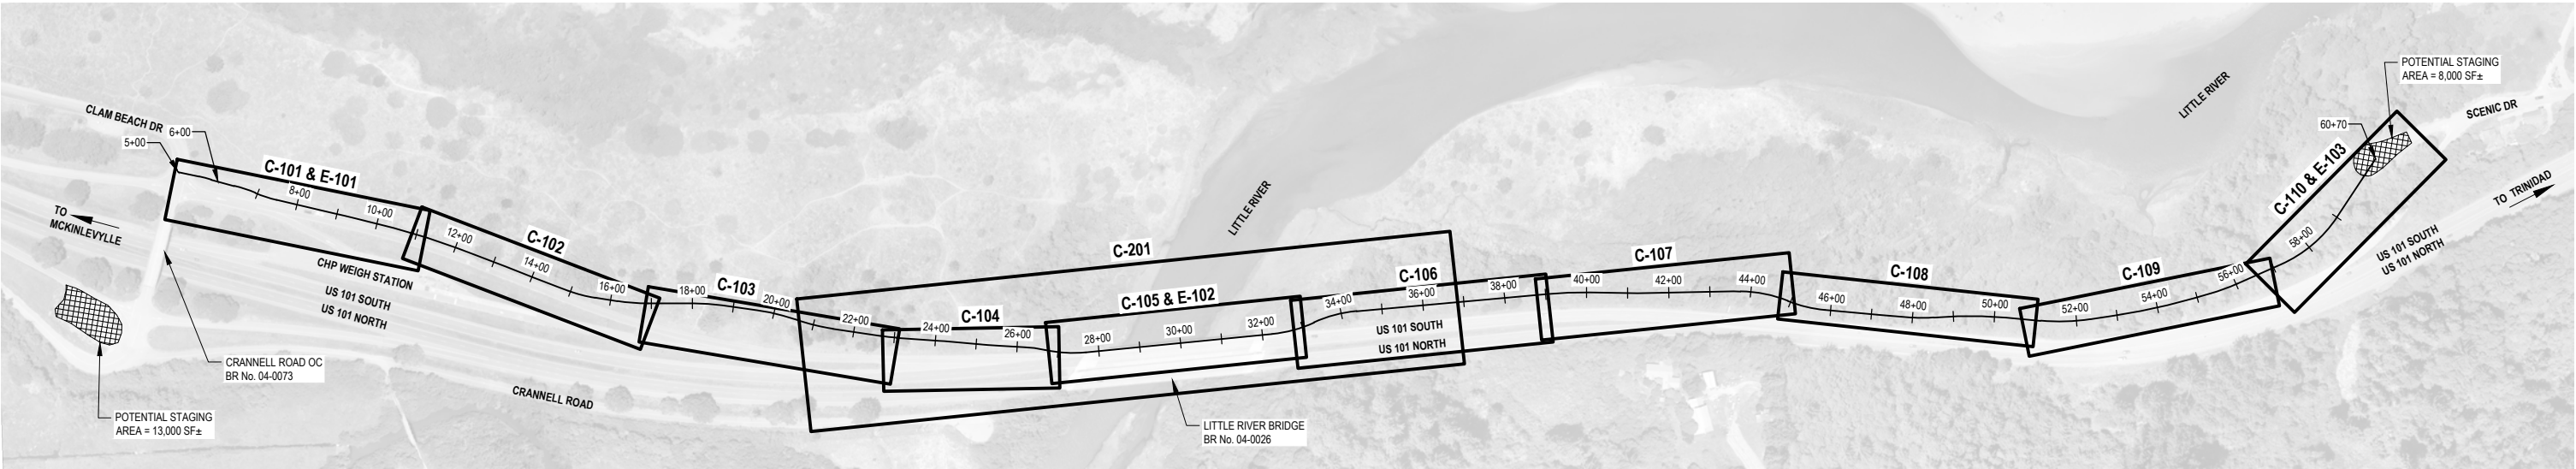 CLAM BEACH DR
6+00
5+00
C-101 & E-101
8+00
10+00
TO
MCKINLEVYLLE
12+00
C-102
14+00
16+00
CHP WEIGH STATION
US 101 SOUTH
US 101 NORTH
CRANNELL ROAD OC
BR No. 04-0073
POTENTIAL STAGING
AREA = 13,000 SF±
18+00
C-103
20+00
22+00
CRANNELL ROAD
C-201
LITTLE RIVER
C-104
24+00
26+00
C-105 & E-102
28+00
30+00
32+00
LITTLE RIVER BRIDGE
BR No. 04-0026
C-106
34+00
36+00
38+00
US 101 SOUTH
US 101 NORTH
C-107
40+00
42+00
44+00
C-108
46+00
48+00
50+00
C-109
52+00
54+00
56+00
LITTLE RIVER
C-110 & E-103
58+00
60+70
POTENTIAL STAGING
AREA = 8,000 SF±
SCENIC DR
TO TRINIDAD
US 101 SOUTH
US 101 NORTH